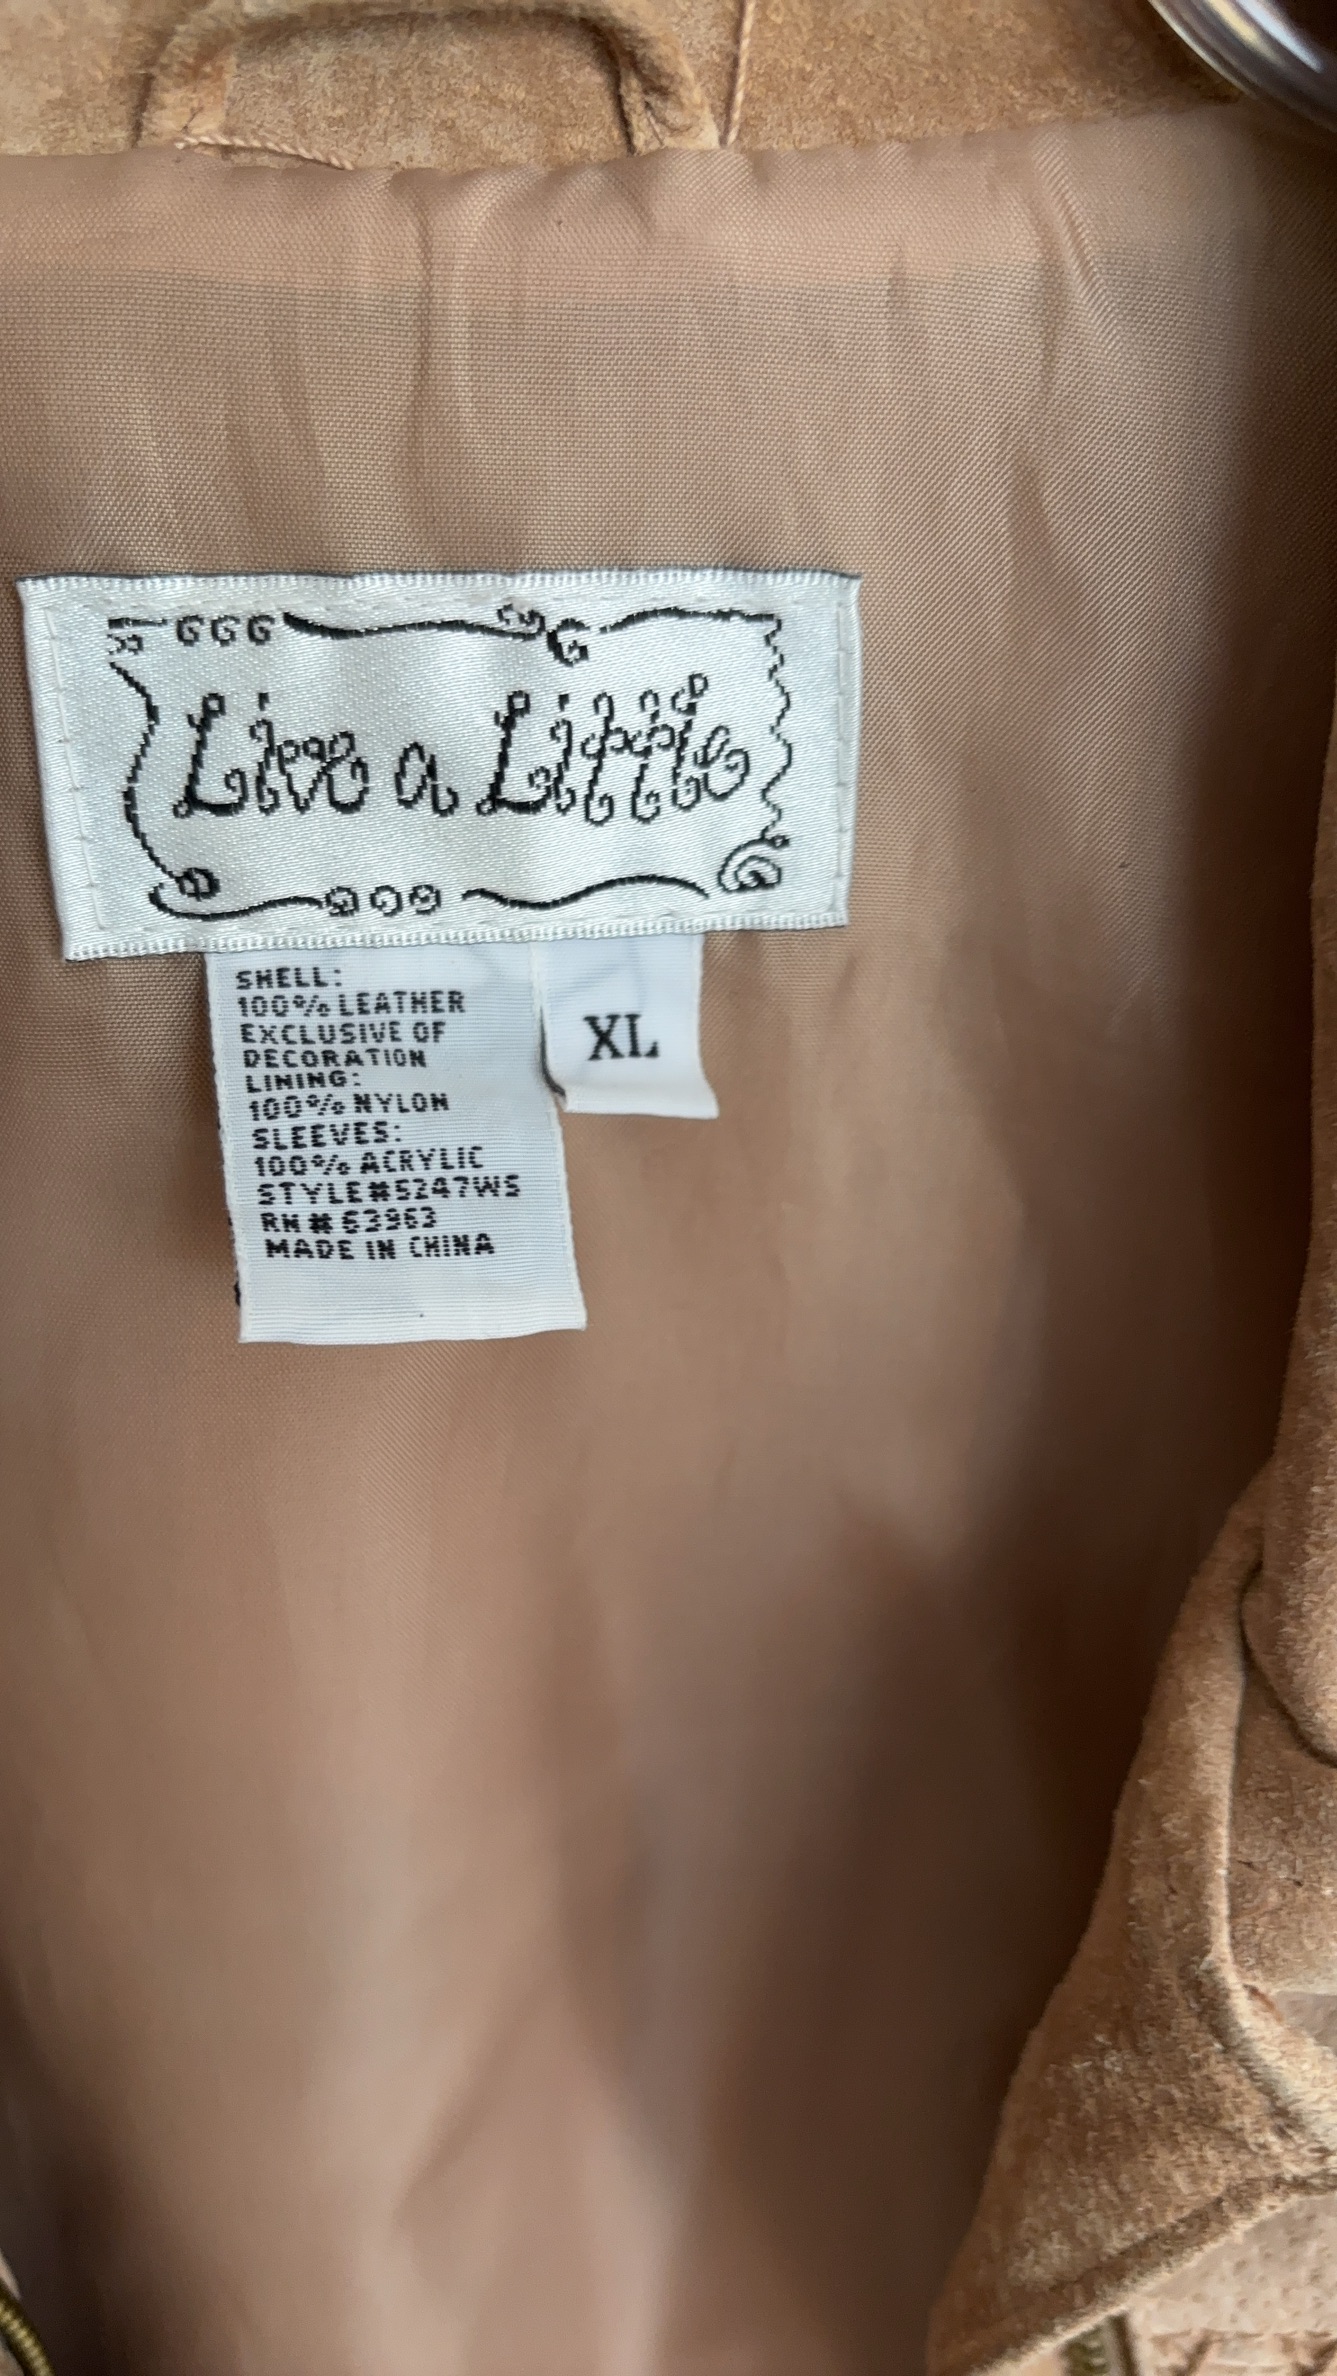 Live a Little
SHELL:
100% LEATHER
EXCLUSIVE OF
DECORATION
LINING:
100% NYLON
SLEEVES:
100% ACRYLIC
STYLE#5247WS
RN # 63963
MADE IN CHINA
XL